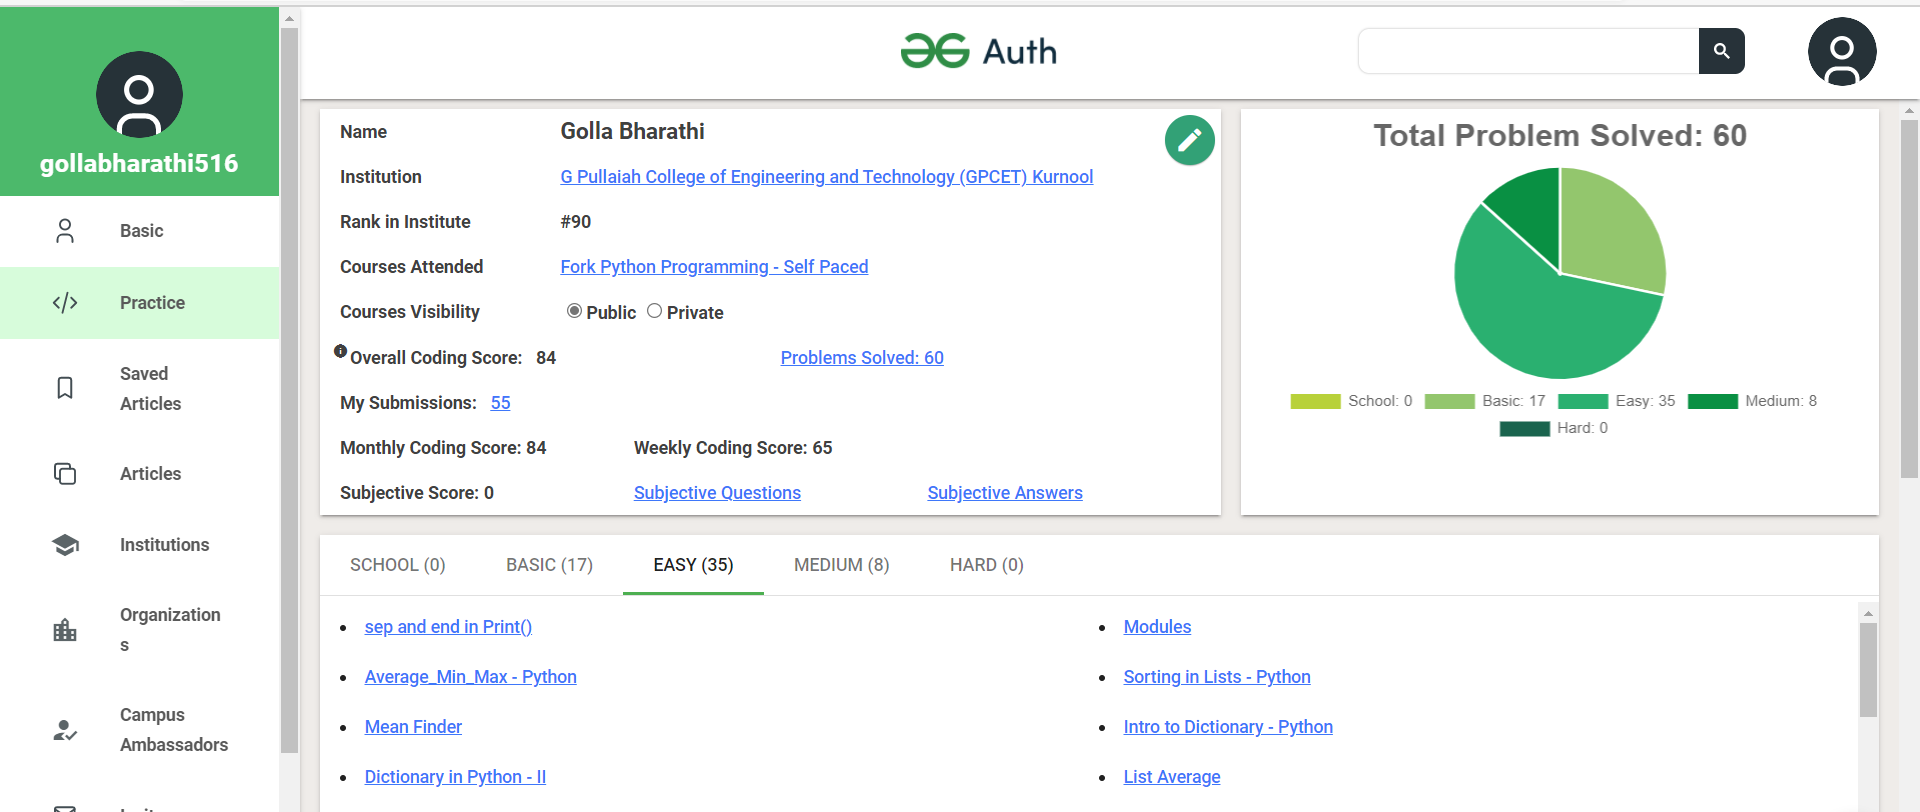 gollabharathi516
Basic
Practice
Saved
Articles
Articles
Institutions
Organization
s
Campus
Ambassadors
Auth
Name Golla Bharathi
Institution G Pullaiah College of Engineering and Technology (GPCET) Kurnool
Rank in Institute #90
Courses Attended Fork Python Programming - Self Paced
Courses Visibility Public Private
Overall Coding Score: 84 Problems Solved: 60
My Submissions: 55
Monthly Coding Score: 84 Weekly Coding Score: 65
Subjective Score: 0 Subjective Questions Subjective Answers
Total Problem Solved: 60
School: 0 Basic: 17 Easy: 35 Medium: 8
Hard: 0
SCHOOL (0) BASIC (17) EASY (35) MEDIUM (8) HARD (0)
sep and end in Print() Modules
Average_Min_Max - Python Sorting in Lists - Python
Mean Finder Intro to Dictionary - Python
Dictionary in Python - II List Average